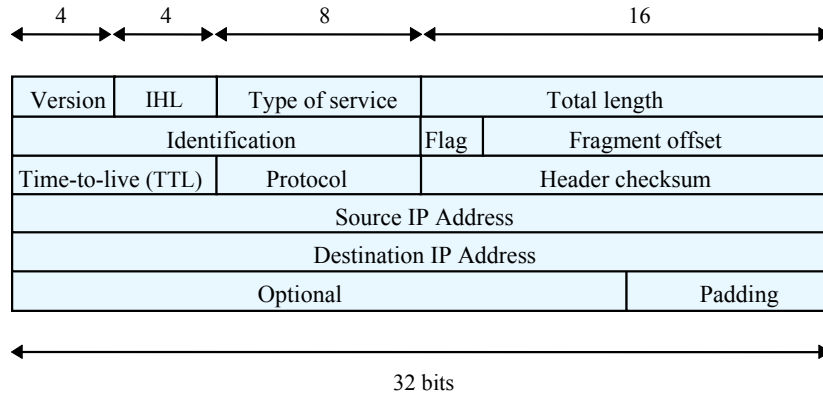 4 4 8 16
Version IHL Type of service Total length
Identification Flag Fragment offset
Time-to-live (TTL) Protocol Header checksum
Source IP Address
Destination IP Address
Optional Padding
32 bits